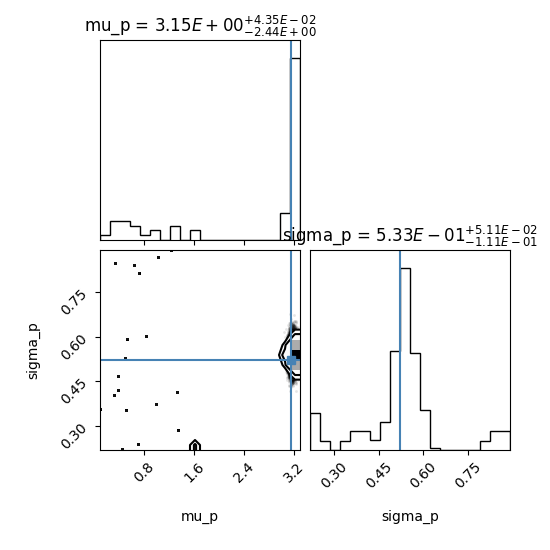 mu_p = 3.15E + 00 +4.35E − 02 −2.44E + 00
sigma_p = 5.33E − 01 +5.11E − 02 −1.11E − 01
0.75
0.60
0.45
0.30
sigma_p
0.8 1.6 2.4 3.2
mu_p
0.30 0.45 0.60 0.75
sigma_p